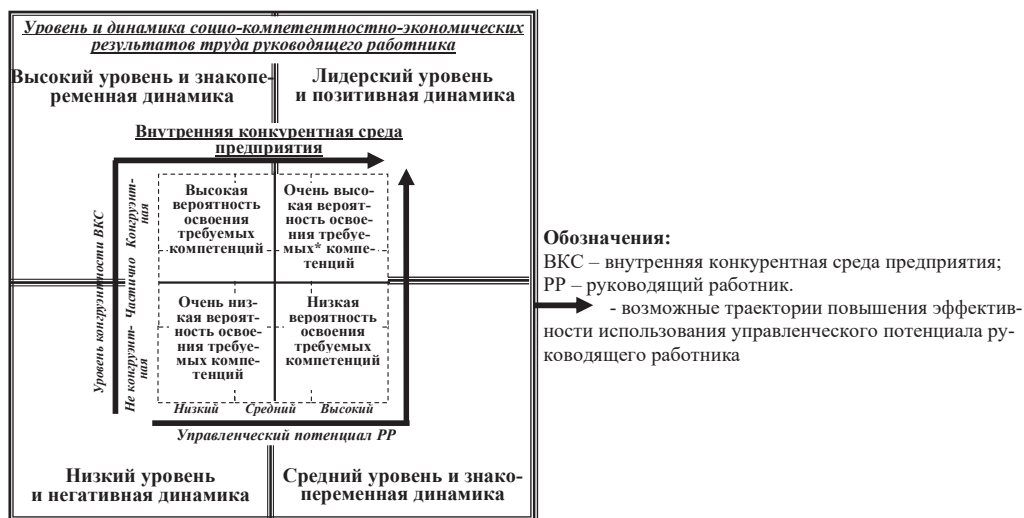 Уровень и динамика социо-компетентностно-экономических
результатов труда руководящего работника
Высокий уровень и знакопе-
ременная динамика
Лидерский уровень
и позитивная динамика
Внутренняя конкурентная среда
предприятия
Уровень конгруэнтности ВКС
Не конгруэнт-
ная
Частично
Конгруэнт-
ная
Высокая
вероятность
освоения
требуемых
компетенций
Очень высо-
кая вероят-
ность освое-
ния требуе-
мых* компе-
тенций
Очень низ-
кая вероят-
ность освое-
ния требуе-
мых компе-
тенций
Низкая
вероятность
освоения
требуемых
компетенций
Низкий Средний Высокий
Управленческий потенциал РР
Низкий уровень
и негативная динамика
Средний уровень и знако-
переменная динамика
Обозначения:
ВКС – внутренняя конкурентная среда предприятия;
РР – руководящий работник.
- возможные траектории повышения эффектив-
ности использования управленческого потенциала ру-
ководящего работника